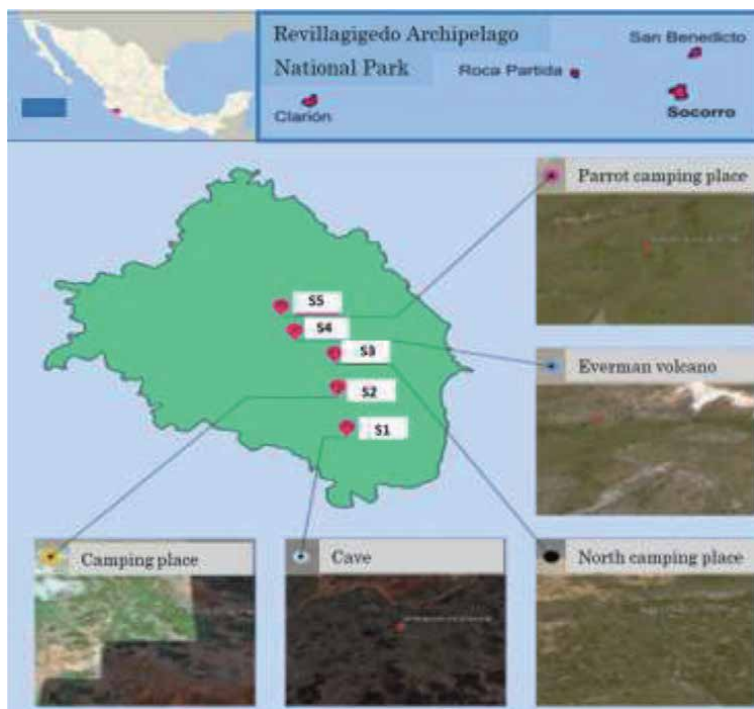 Revillagigedo Archipelago
National Park
San Benedicto
Roca Partida
Clarión
Socorro
Parrot camping place
S5
S4
S3
S2
S1
Everman volcano
Camping place
Cave
North camping place